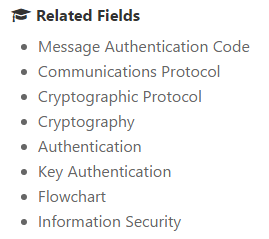 Related Fields
Message Authentication Code
Communications Protocol
Cryptographic Protocol
Cryptography
Authentication
Key Authentication
Flowchart
Information Security